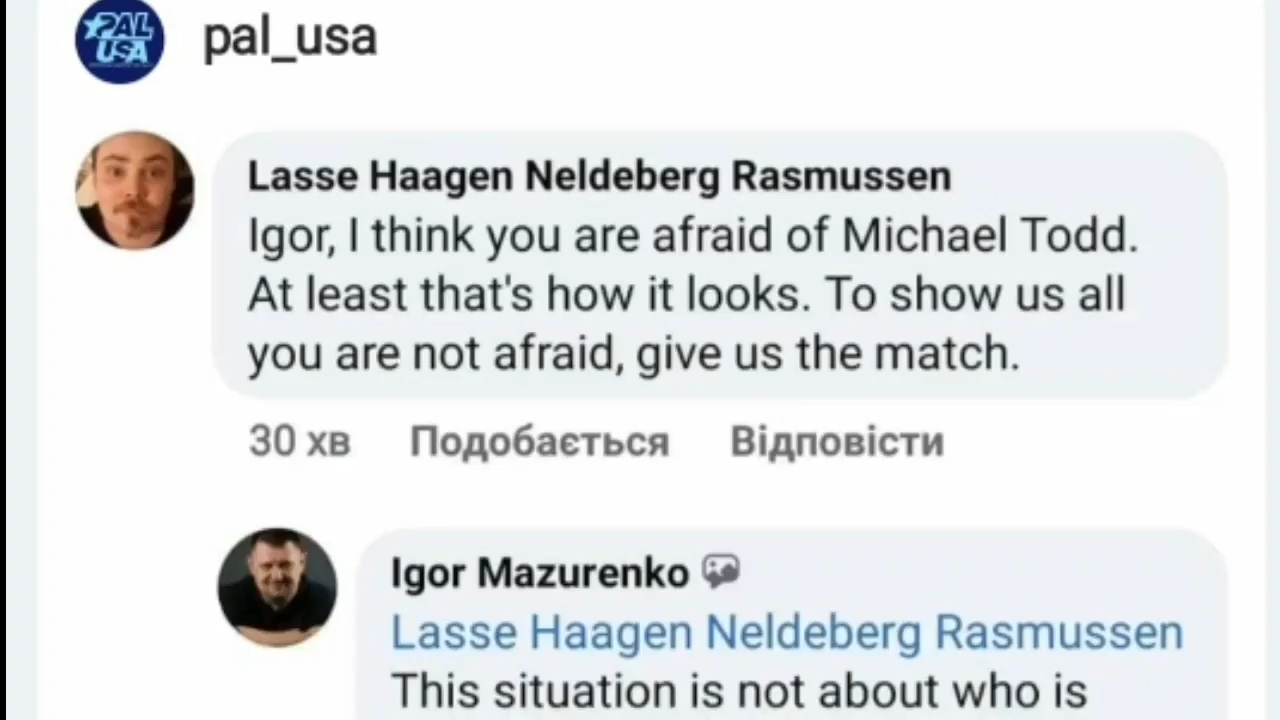 PAL
USA
pal_usa
Lasse Haagen Neldeberg Rasmussen
Igor, I think you are afraid of Michael Todd.
At least that's how it looks. To show us all
you are not afraid, give us the match.
30 хв Подобається Відповісти
Igor Mazurenko
Lasse Haagen Neldeberg Rasmussen
This situation is not about who is